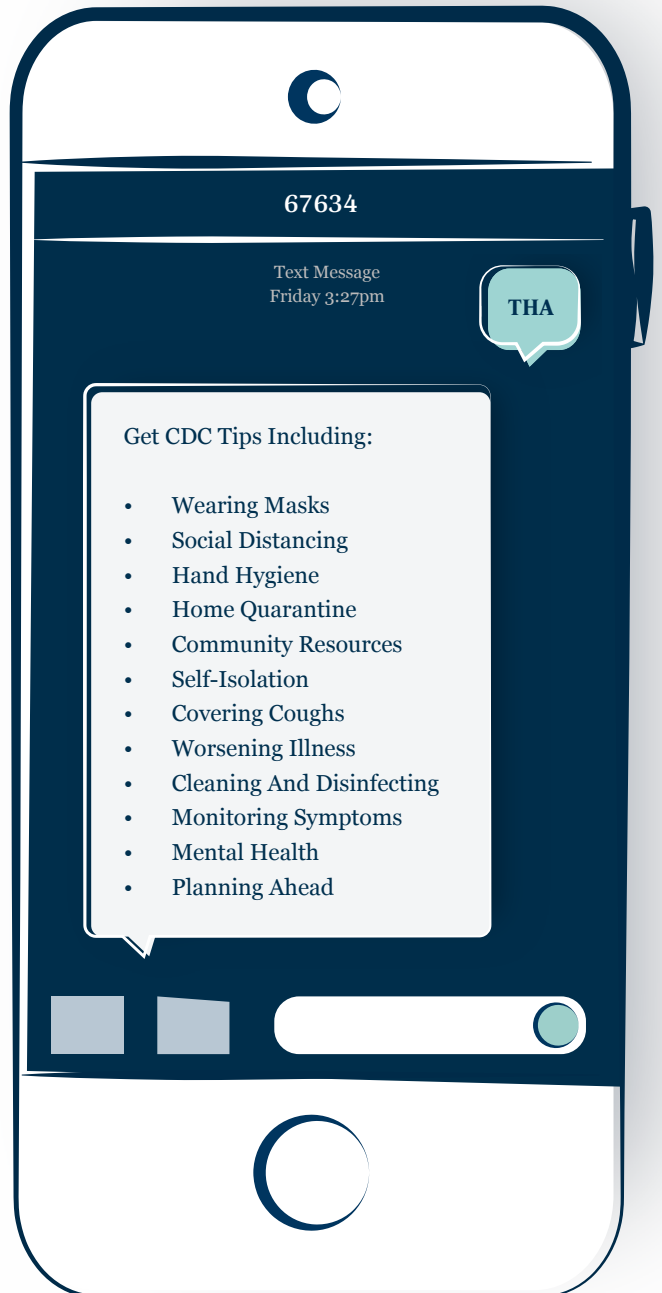 67634
Text Message
Friday 3:27pm
THA
Get CDC Tips Including:
• Wearing Masks
• Social Distancing
• Hand Hygiene
• Home Quarantine
• Community Resources
• Self-Isolation
• Covering Coughs
• Worsening Illness
• Cleaning And Disinfecting
• Monitoring Symptoms
• Mental Health
• Planning Ahead